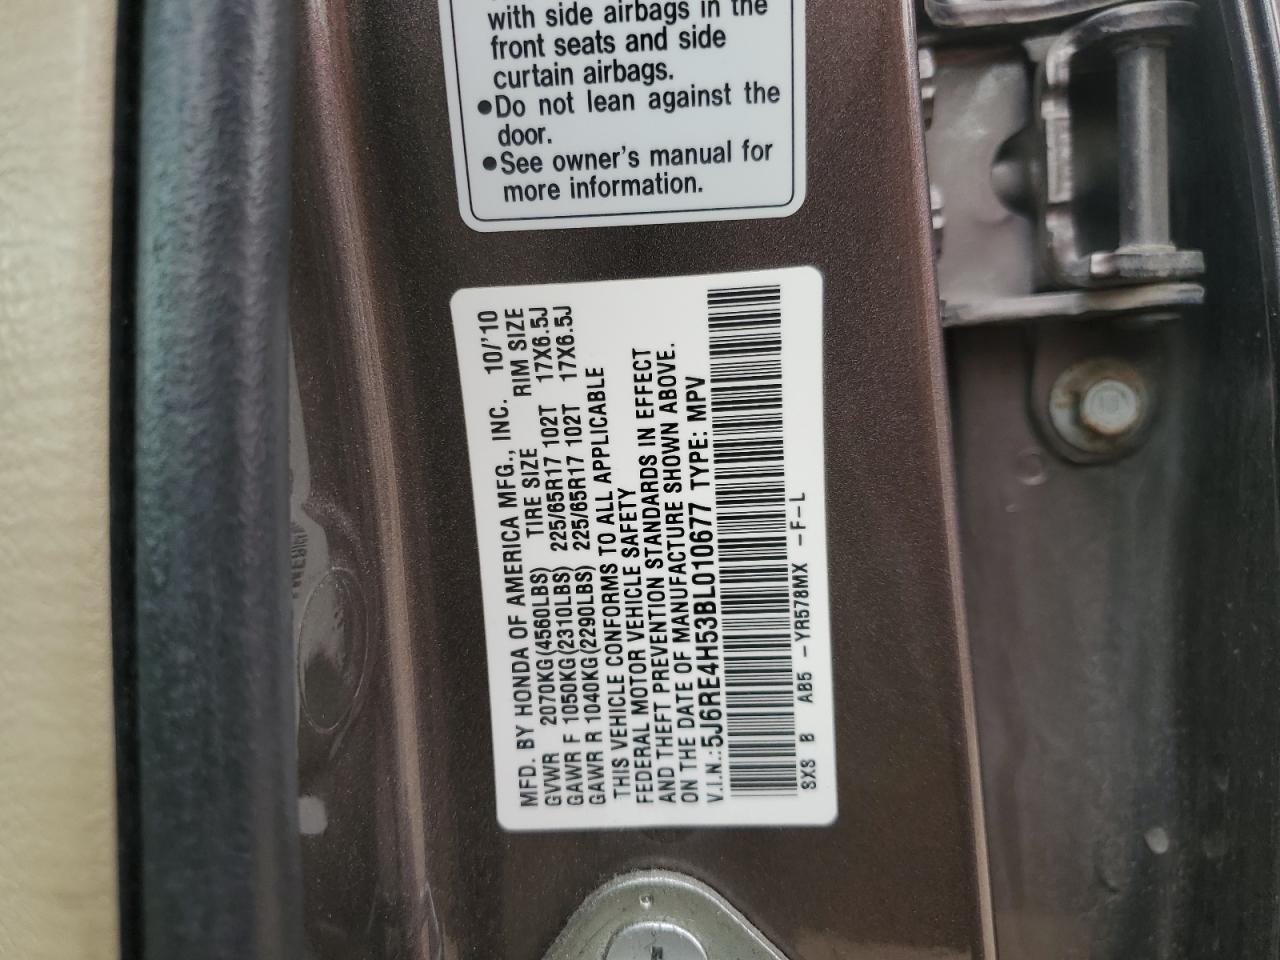 with side airbags in the
front seats and side
curtain airbags.
●Do not lean against the
door.
●See owner's manual for
more information.
MFD. BY HONDA OF AMERICA MFG., INC. 10/'10
GVWR 2070KG(4560LBS) TIRE SIZE RIM SIZE
GAWR F 1050KG(2310LBS) 225/65R17 102T 17X6.5J
GAWR R 1040KG(2290LBS) 225/65R17 102T 17X6.5J
THIS VEHICLE CONFORMS TO ALL APPLICABLE
FEDERAL MOTOR VEHICLE SAFETY
AND THEFT PREVENTION STANDARDS IN EFFECT
ON THE DATE OF MANUFACTURE SHOWN ABOVE.
V.I.N.:5J6RE4H53BL010677 TYPE: MPV
SXS B AB5 -YR578MX -F-L